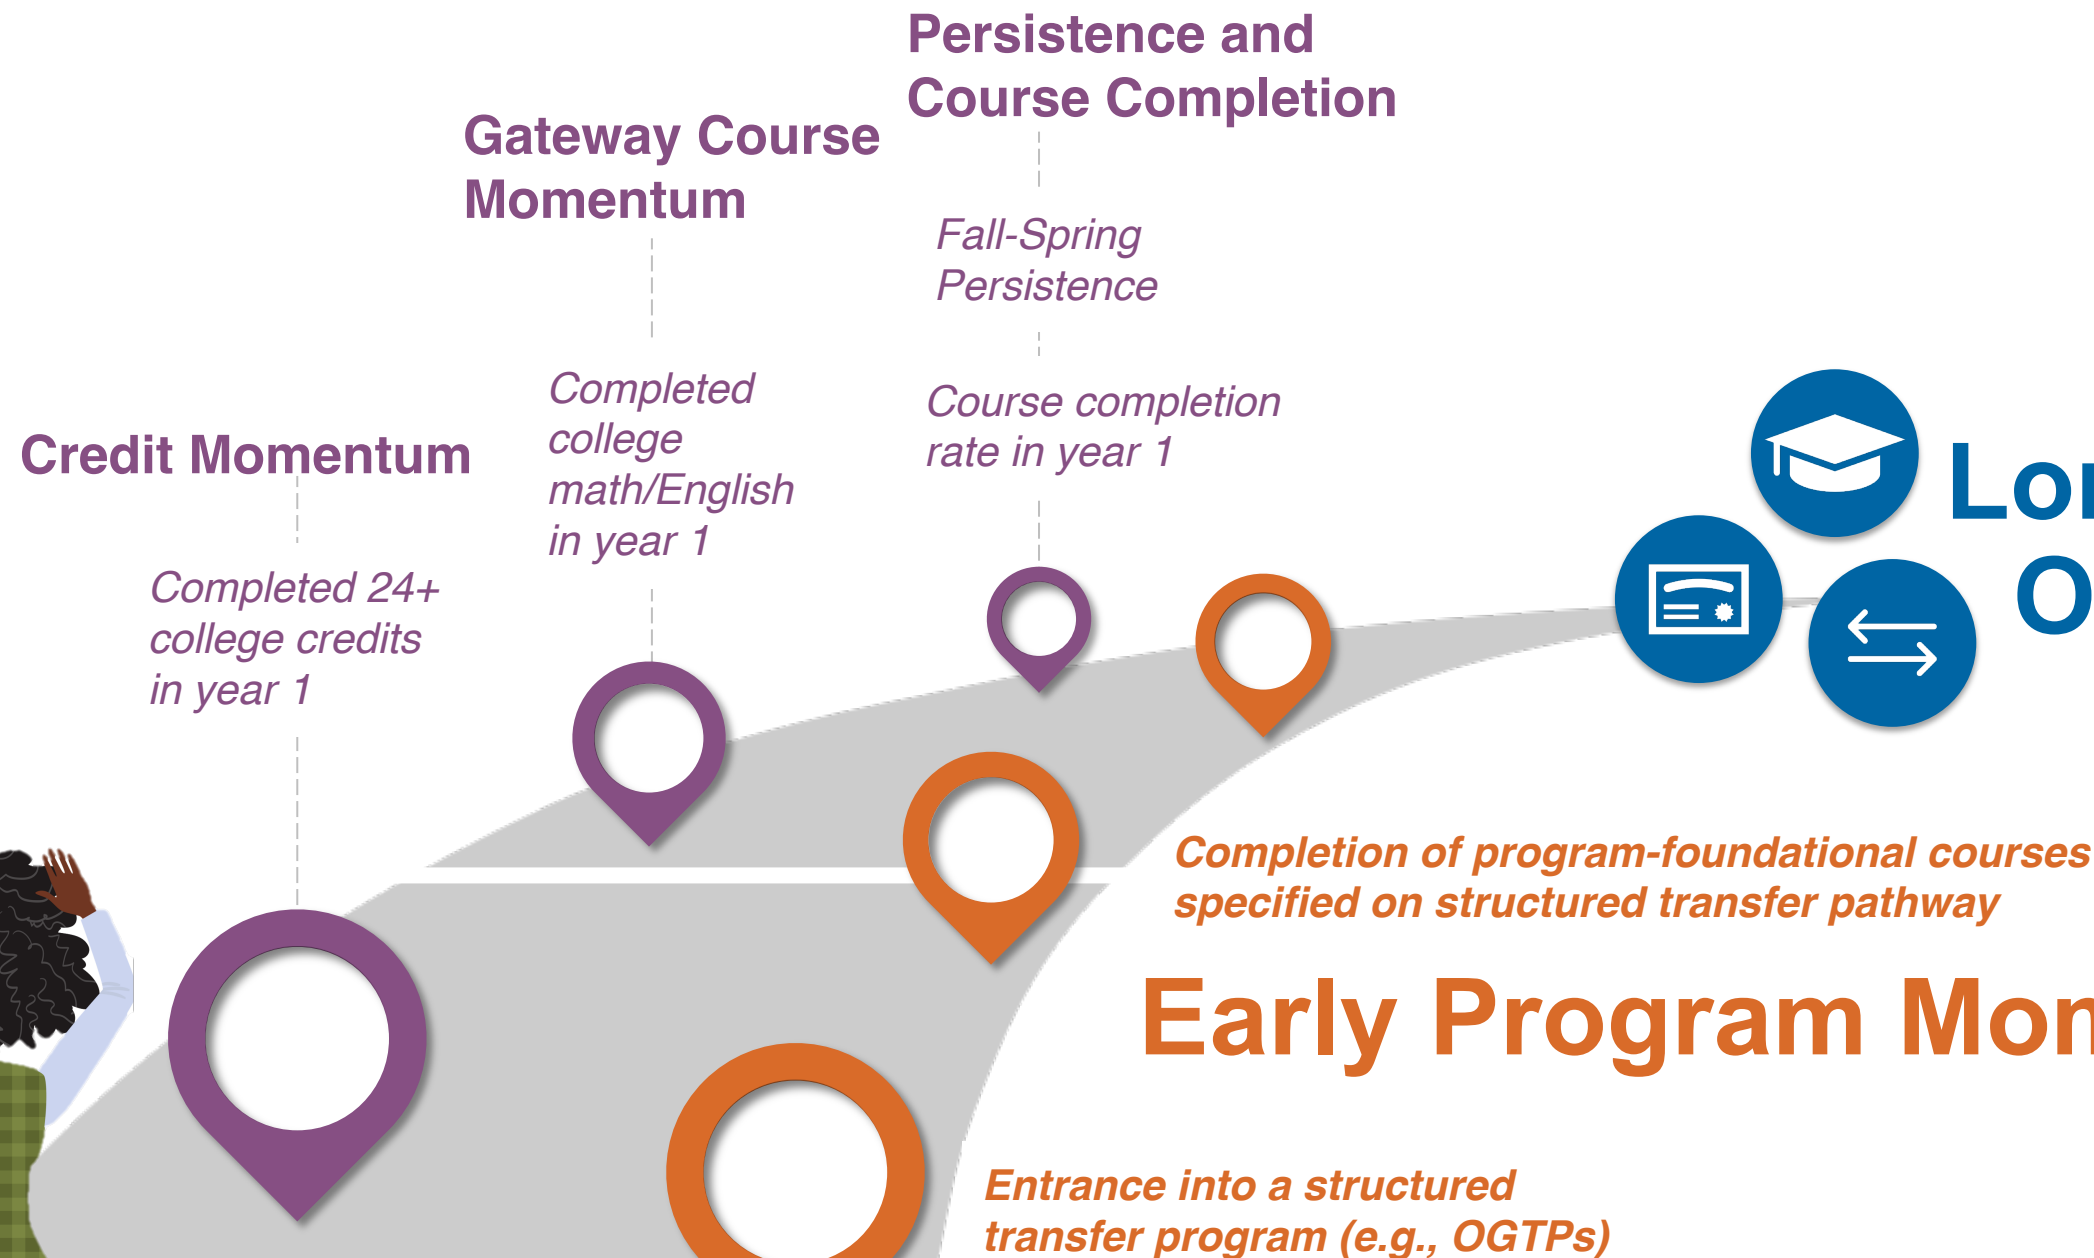 Persistence and
Course Completion
Gateway Course
Momentum
Fall-Spring
Persistence
Completed
college
math/English
in year 1
Course completion
rate in year 1
Credit Momentum
Completed 24+
college credits
in year 1
Completion of program-foundational courses
specified on structured transfer pathway
Early Program
Entrance into a structured
transfer program (e.g., OGTPs)